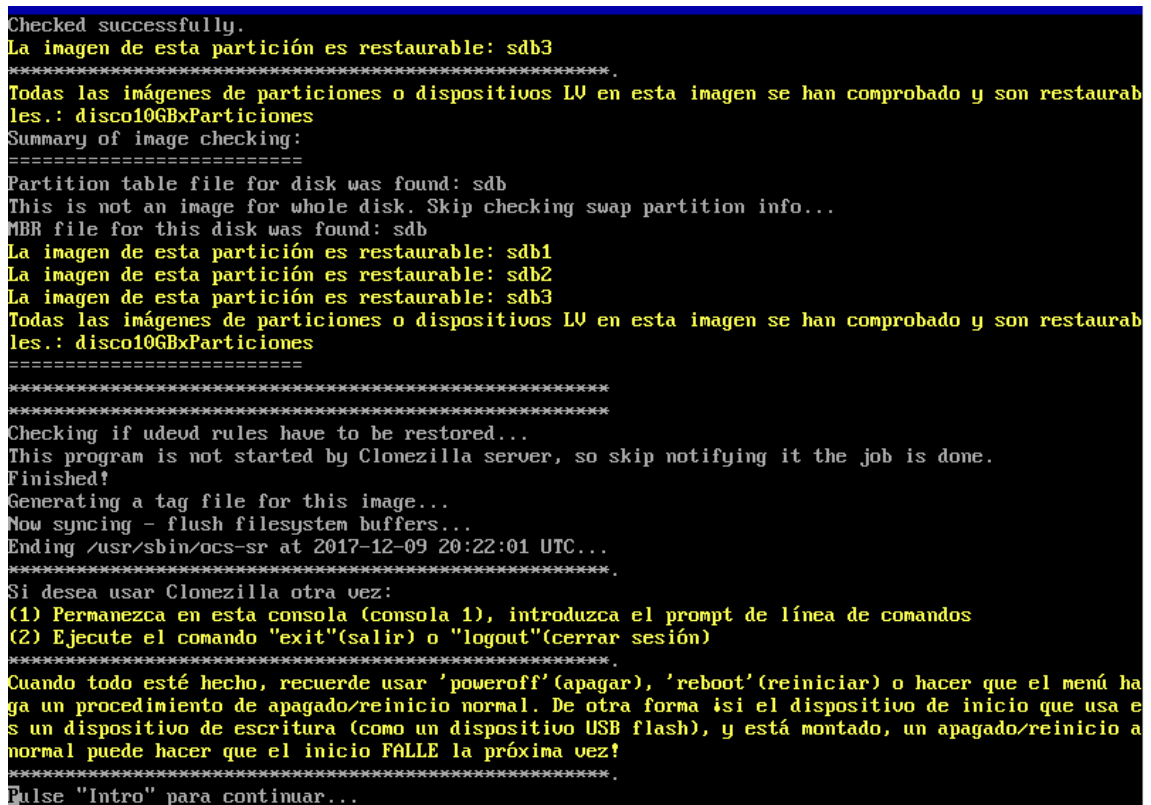 Checked successfully.
La imagen de esta partición es restaurable: sdb3
*****************************************************.
Todas las imágenes de particiones o dispositivos LV en esta imagen se han comprobado y son restaurab
les.: disco10GBxParticiones
Summary of image checking:
==========================
Partition table file for disk was found: sdb
This is not an image for whole disk. Skip checking swap partition info...
MBR file for this disk was found: sdb
La imagen de esta partición es restaurable: sdb1
La imagen de esta partición es restaurable: sdb2
La imagen de esta partición es restaurable: sdb3
Todas las imágenes de particiones o dispositivos LV en esta imagen se han comprobado y son restaurab
les.: disco10GBxParticiones
==========================
*****************************************************
*****************************************************
Checking if udevd rules have to be restored...
This program is not started by Clonezilla server, so skip notifying it the job is done.
Finished!
Generating a tag file for this image...
Now syncing - flush filesystem buffers...
Ending /usr/sbin/ocs-sr at 2017-12-09 20:22:01 UTC...
*****************************************************.
Si desea usar Clonezilla otra vez:
(1) Permanezca en esta consola (consola 1), introduzca el prompt de línea de comandos
(2) Ejecute el comando "exit"(salir) o "logout"(cerrar sesión)
*****************************************************.
Cuando todo esté hecho, recuerde usar 'poweroff'(apagar), 'reboot'(reiniciar) o hacer que el menú ha
ga un procedimiento de apagado/reinicio normal. De otra forma ¡si el dispositivo de inicio que usa e
s un dispositivo de escritura (como un dispositivo USB flash), y está montado, un apagado/reinicio a
normal puede hacer que el inicio FALLE la próxima vez!
*****************************************************.
Pulse "Intro" para continuar...